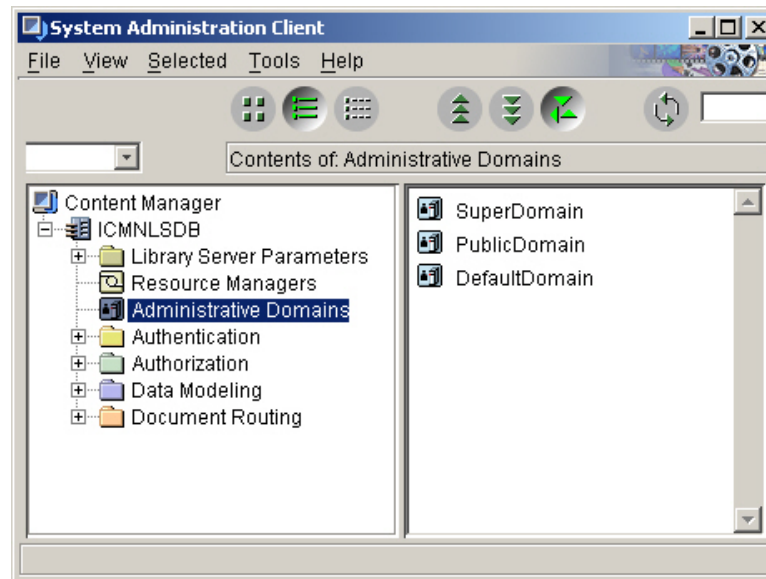 System Administration Client
File View Selected Tools Help
Contents of: Administrative Domains
Content Manager
ICMNLSDB
Library Server Parameters
Resource Managers
Administrative Domains
Authentication
Authorization
Data Modeling
Document Routing
SuperDomain
PublicDomain
DefaultDomain